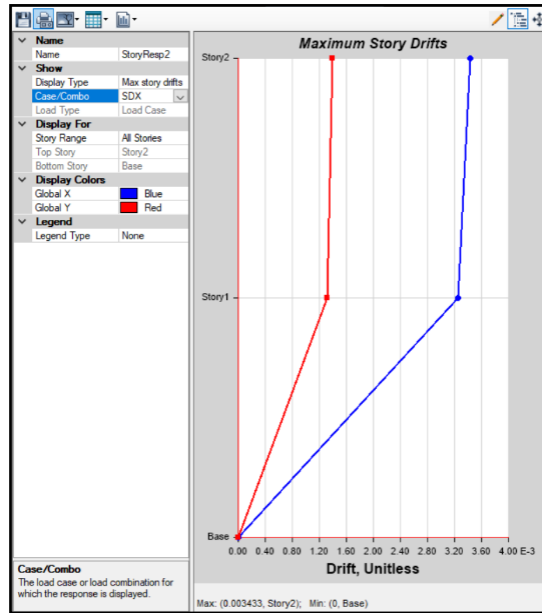 Name
Name StoryResp2
Show
Display Type Max story drifts
Case/Combo SDX
Load Type Load Case
Display For
Story Range All Stories
Top Story Story2
Bottom Story Base
Display Colors
Global X Blue
Global Y Red
Legend
Legend Type None
Case/Combo
The load case or load combination for
which the response is displayed.
Maximum Story Drifts
Story2
Story1
Base
0.00 0.40 0.80 1.20 1.60 2.00 2.40 2.80 3.20 3.60 4.00 E-3
Drift, Unitless
Max: (0.003433, Story2); Min: (0, Base)